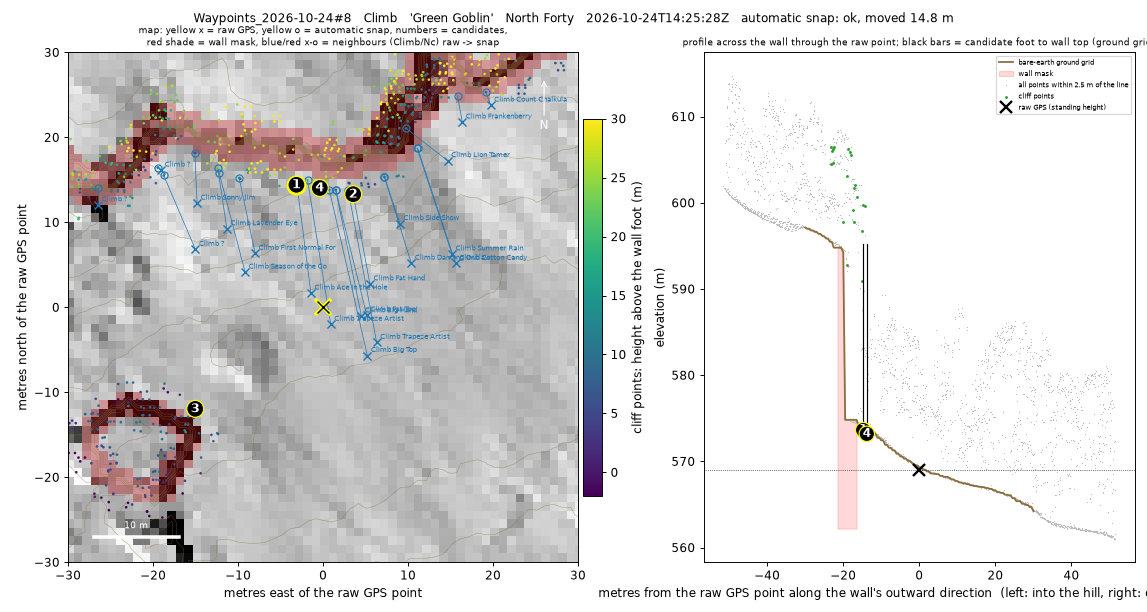 Waypoints_2026-10-24#8   Climb   'Green Goblin'   North Forty   2026-10-24T14:25:28Z   automatic snap: ok, moved 14.8 m
map: yellow x = raw GPS, yellow o = automatic snap, numbers = candidates,
red shade = wall mask, blue/red x-o = neighbours (Climb/Nc) raw -> snap
profile across the wall through the raw point; black bars = candidate foot to wall top (ground gri
30
20
10
0
−10
−20
−30
metres north of the raw GPS point
−30
−20
−10
0
10
20
30
metres east of the raw GPS point
Climb Count Chalkula
Climb Frankenberry
N
Climb Lion Tamer
Climb ?
Climb ?
Climb Jenny Jim
Climb Lavender Eye
Climb Side Show
Climb ?
Climb First Normal For
Climb Summer Rain
Climb Season of the Co
Climb Fat Hand
Climb Ace in the Hole
Climb Trapeze Artist
Climb Trapeze Artist
Climb Big Top
1
4
2
3
10 m
30
25
20
15
10
5
0
cliff points: height above the wall foot (m)
bare-earth ground grid
wall mask
all points within 2.5 m of the line
cliff points
raw GPS (standing height)
610
600
590
580
570
560
elevation (m)
4
−40
−20
0
20
40
metres from the raw GPS point along the wall's outward direction  (left: into the hill, right: